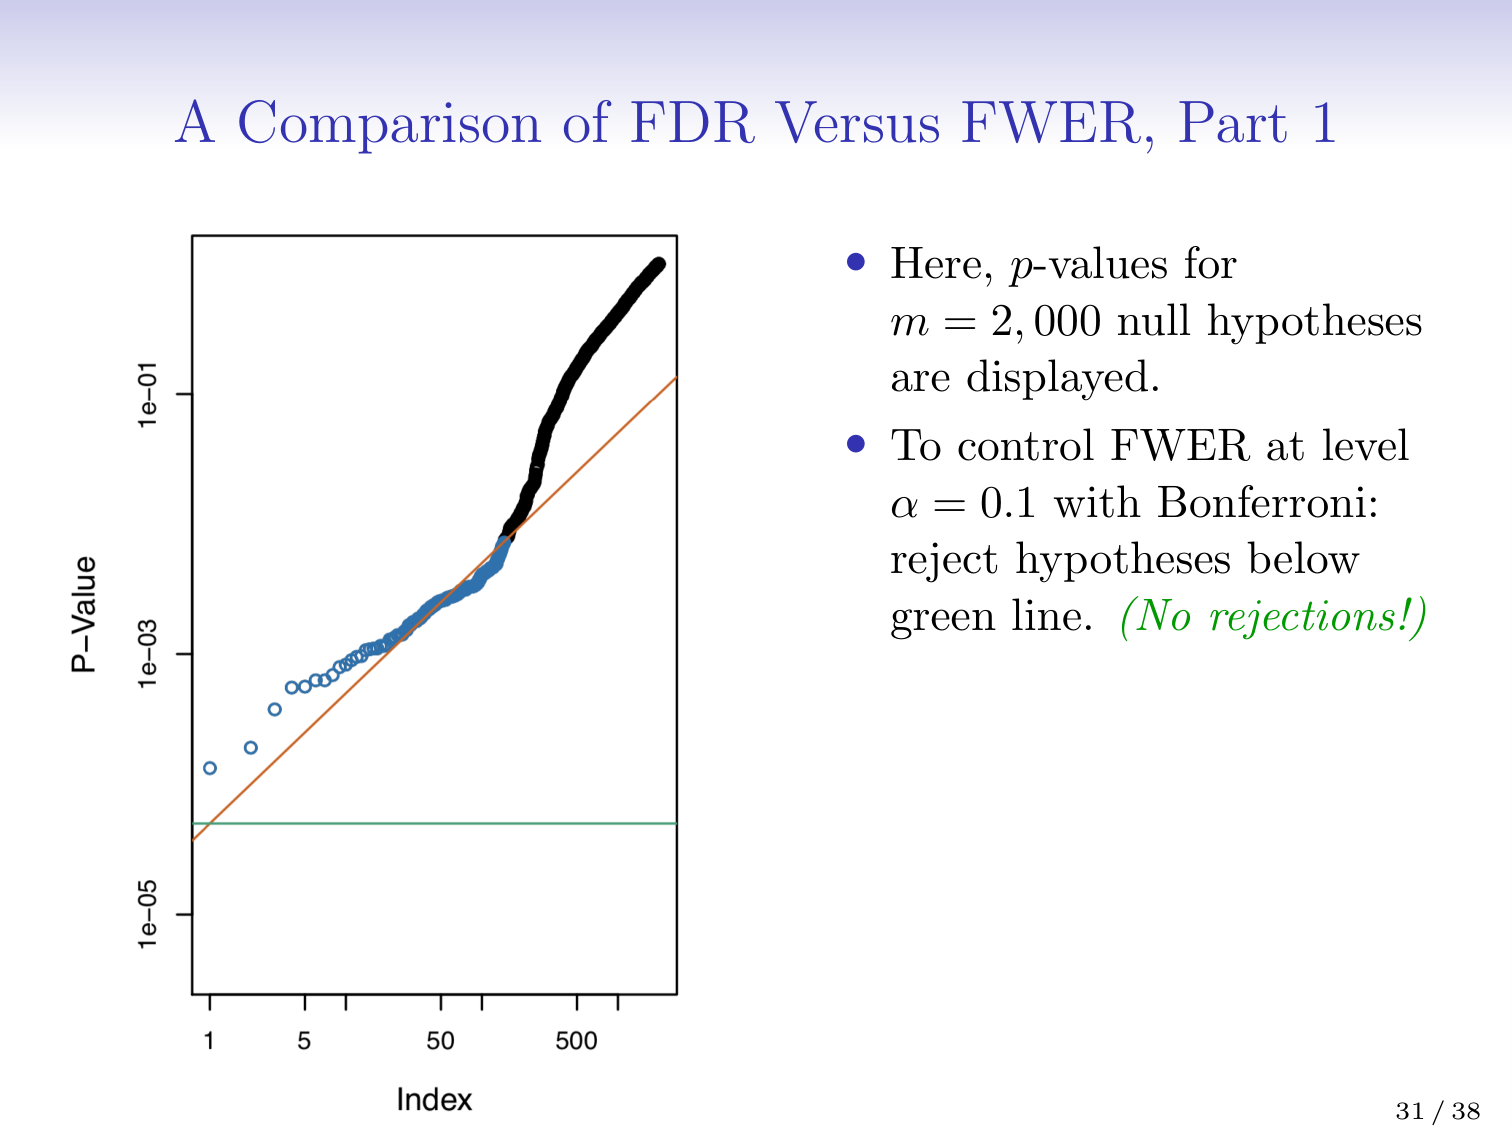 A Comparison of FDR Versus FWER, Part 1
• Here, p-values for
m = 2, 000 null hypotheses
are displayed.
• To control FWER at level
α = 0.1 with Bonferroni:
reject hypotheses below
green line. (No rejections!)
P−Value
1e−01
1e−03
1e−05
1 5 50 500
Index
31 / 38